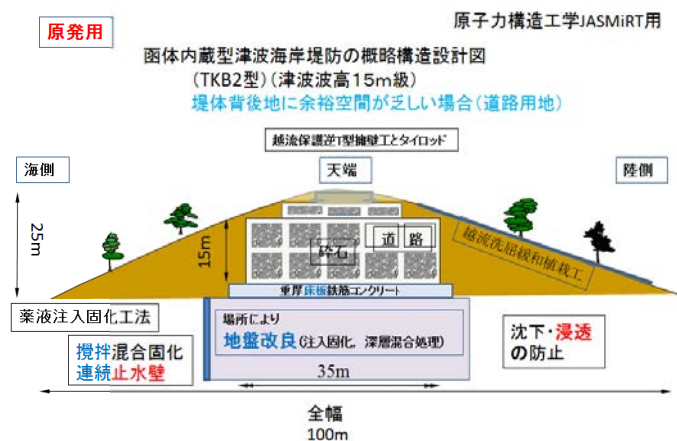 原子力構造工学JASMiRT用
原発用
函体内蔵型津波海岸堤防の概略構造設計図
(TKB2型)(津波波高15m級)
堤体背後地に余裕空間が乏しい場合(道路用地)
越流保護逆T型擁壁工とタイロッド
海側
天端
陸側
25m
15m
道路
砕石
越流洗屈緩和植栽工
重厚床板鉄筋コンクリート
薬液注入固化工法
場所により
地盤改良(注入固化, 深層混合処理)
攪拌混合固化
連続止水壁
沈下・浸透
の防止
35m
全幅
100m